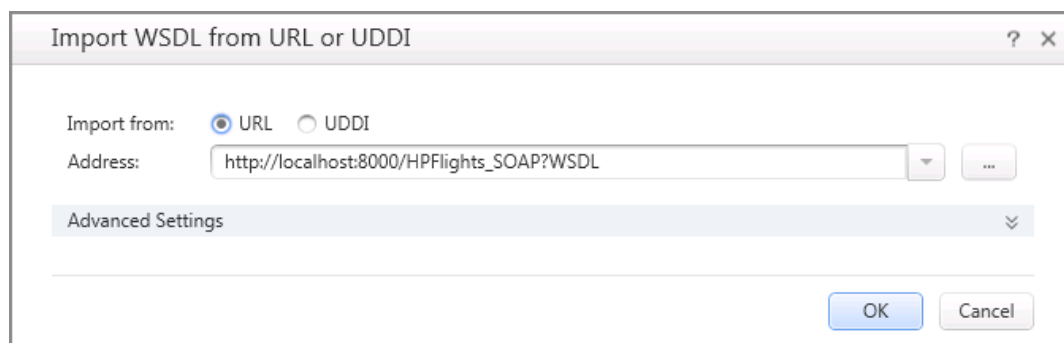 Import WSDL from URL or UDDI ?
Import from: URL UDDI
Address: http://localhost:8000/HPFlights_SOAP?WSDL ...
Advanced Settings
OK Cancel